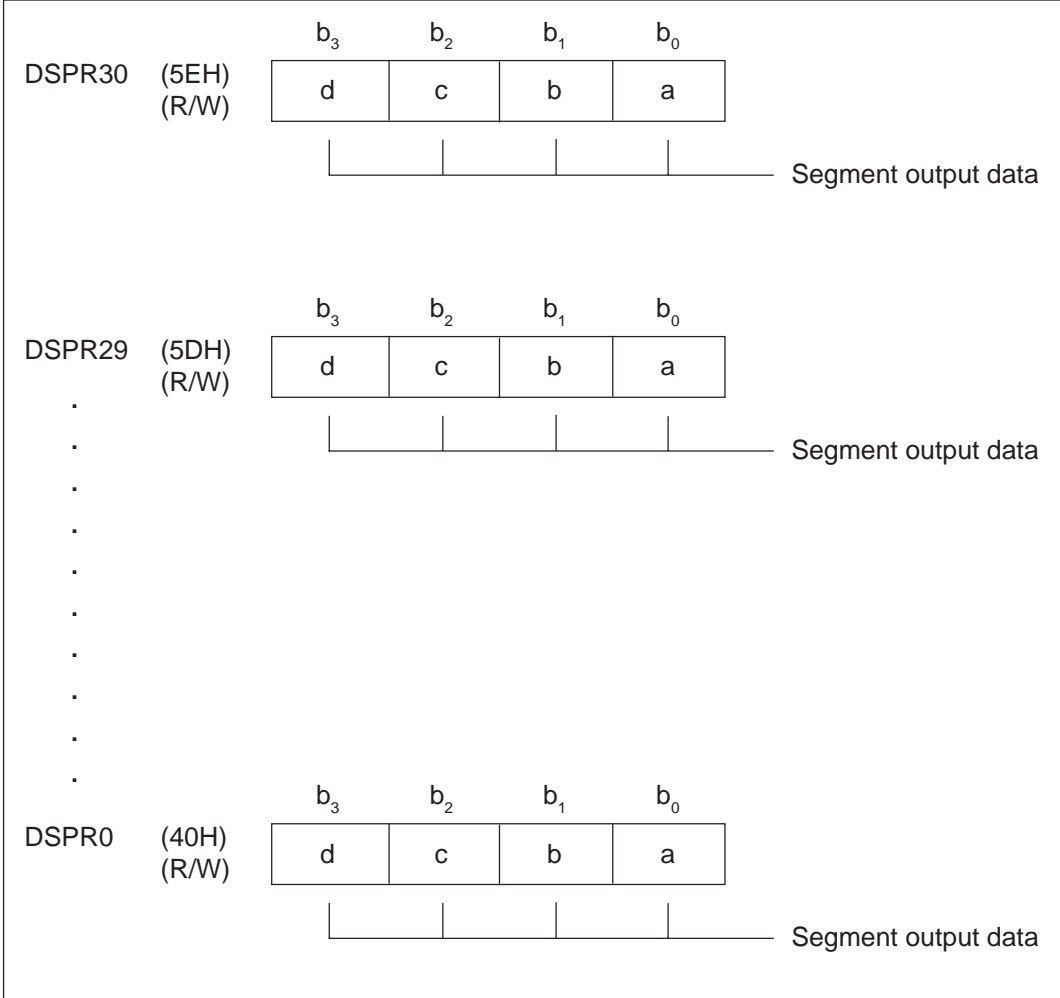 b3 b2 b1 b0
DSPR30 (5EH) d c b a
(R/W)
Segment output data
b3 b2 b1 b0
DSPR29 (5DH) d c b a
(R/W)
.
Segment output data
.
.
.
.
.
.
.
.
.
b3 b2 b1 b0
DSPR0 (40H) d c b a
(R/W)
Segment output data